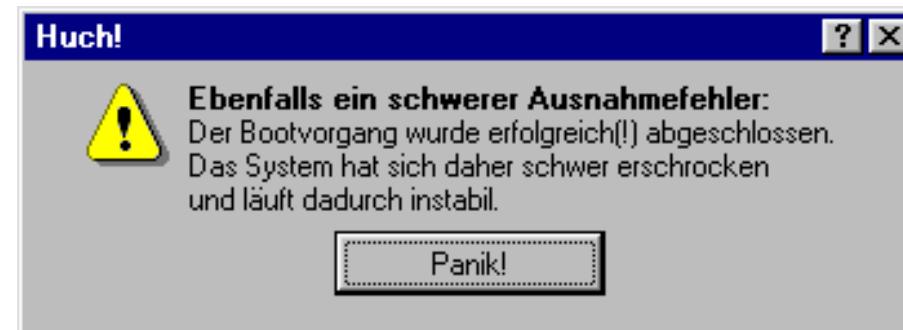 Huch!
Ebenfalls ein schwerer Ausnahmefehler:
Der Bootvorgang wurde erfolgreich(!) abgeschlossen.
Das System hat sich daher schwer erschrocken
und läuft dadurch instabil.
Panik!